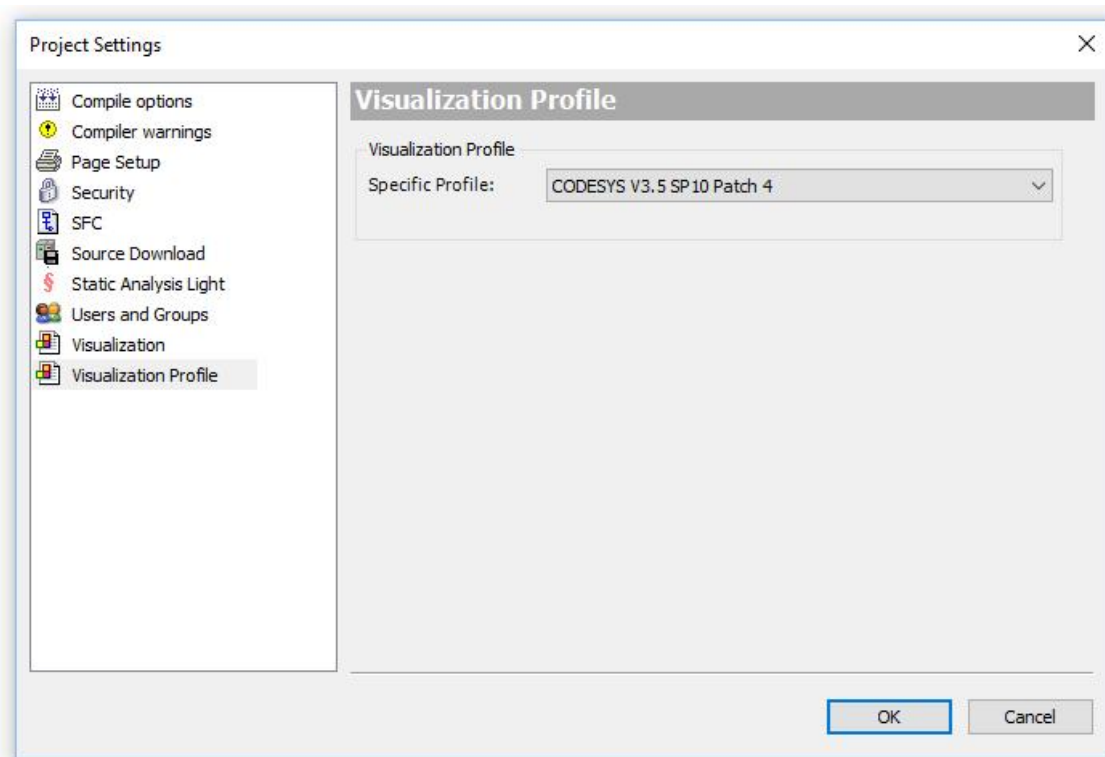 Project Settings
Compile options
Compiler warnings
Page Setup
Security
SFC
Source Download
Static Analysis Light
Users and Groups
Visualization
Visualization Profile
Visualization Profile
Visualization Profile
Specific Profile: CODESYS V3.5 SP10 Patch 4
OK Cancel